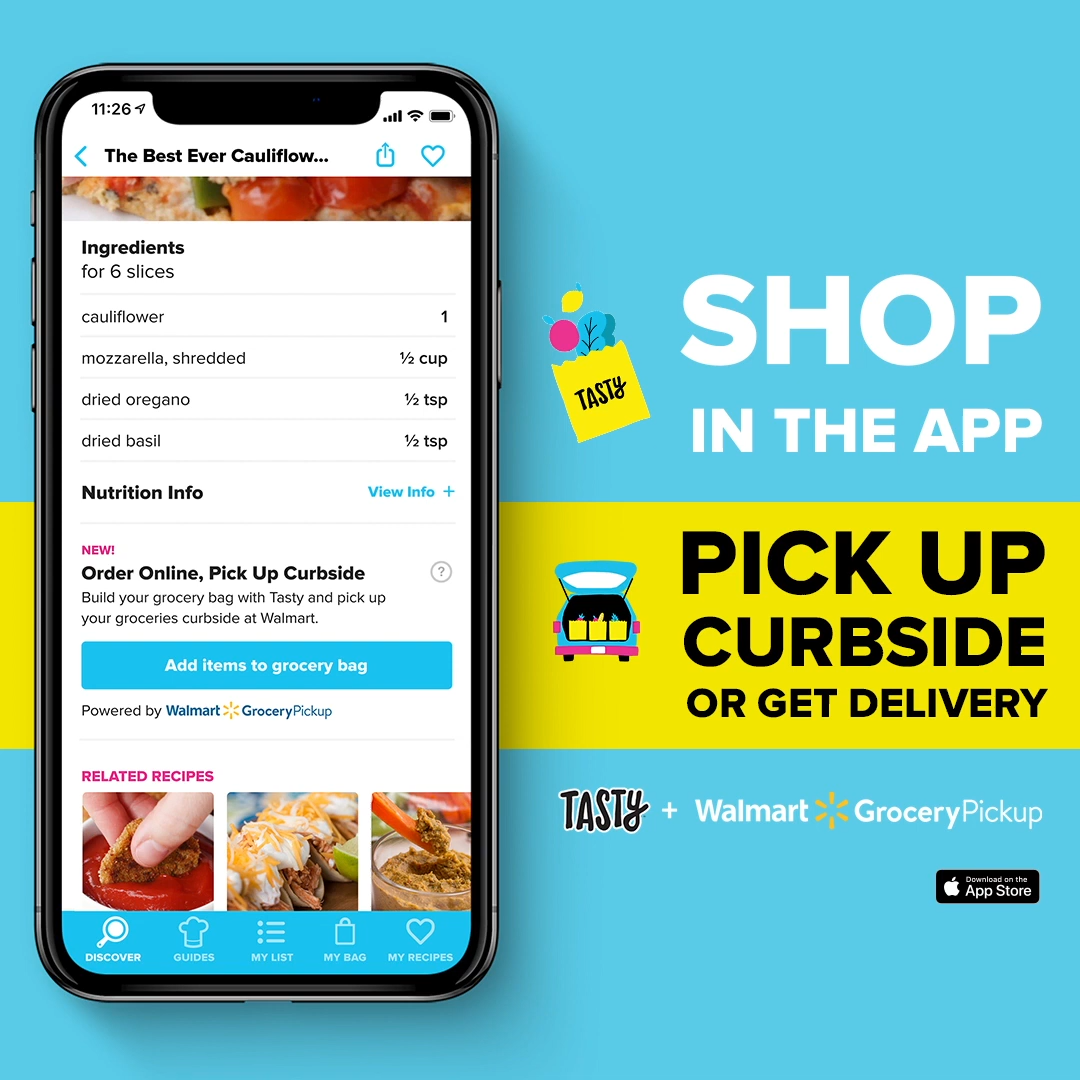 11:26
The Best Ever Cauliflow...
Ingredients
for 6 slices
cauliflower 1
mozzarella, shredded ½ cup
dried oregano ½ tsp
dried basil ½ tsp
Nutrition Info View Info +
NEW!
Order Online, Pick Up Curbside ?
Build your grocery bag with Tasty and pick up
your groceries curbside at Walmart.
Add items to grocery bag
Powered by Walmart GroceryPickup
RELATED RECIPES
DISCOVER GUIDES MY LIST MY BAG MY RECIPES
TASTY
SHOP
IN THE APP
PICK UP
CURBSIDE
OR GET DELIVERY
TASTY + Walmart GroceryPickup
Download on the
App Store